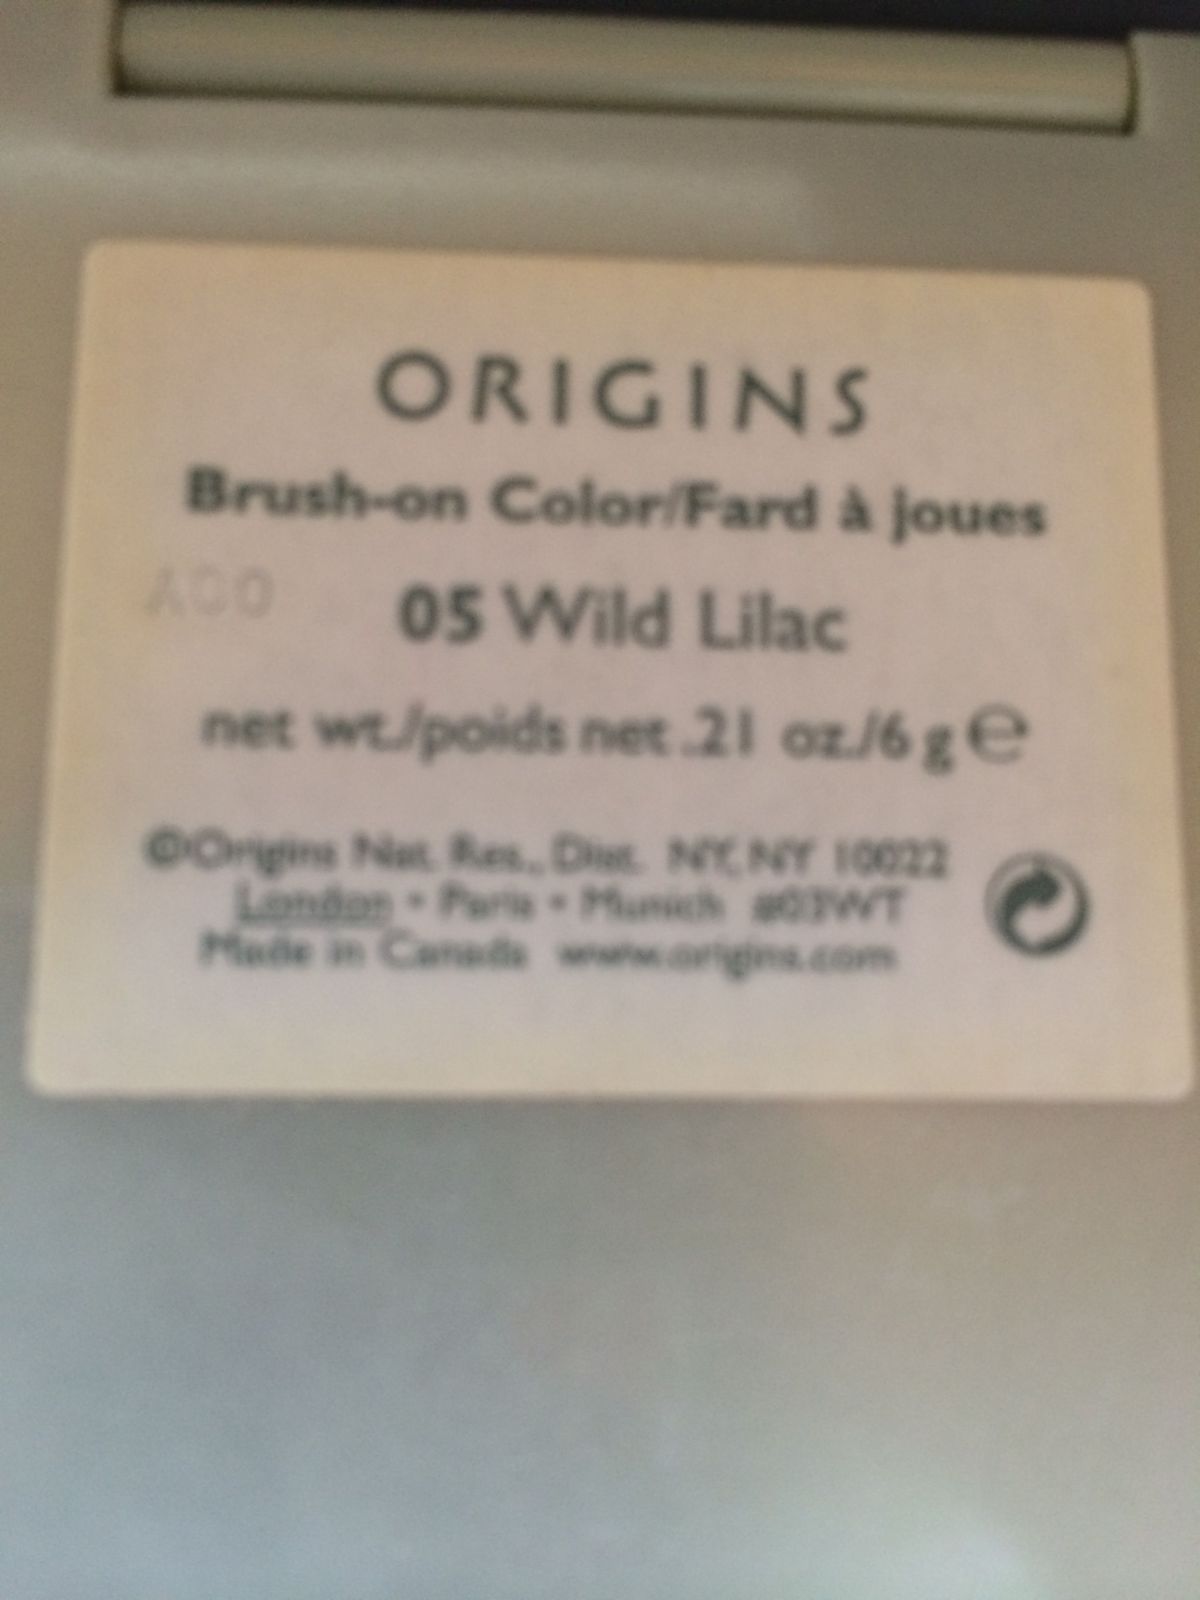 ORIGINS
Brush-on Color/Fard à joues
05 Wild Lilac
net wt./poids net .21 oz./6 g ℮
©Origins Nat. Res., Dist. NY, NY 10022
London • Paris • Munich
Made in Canada www.origins.com